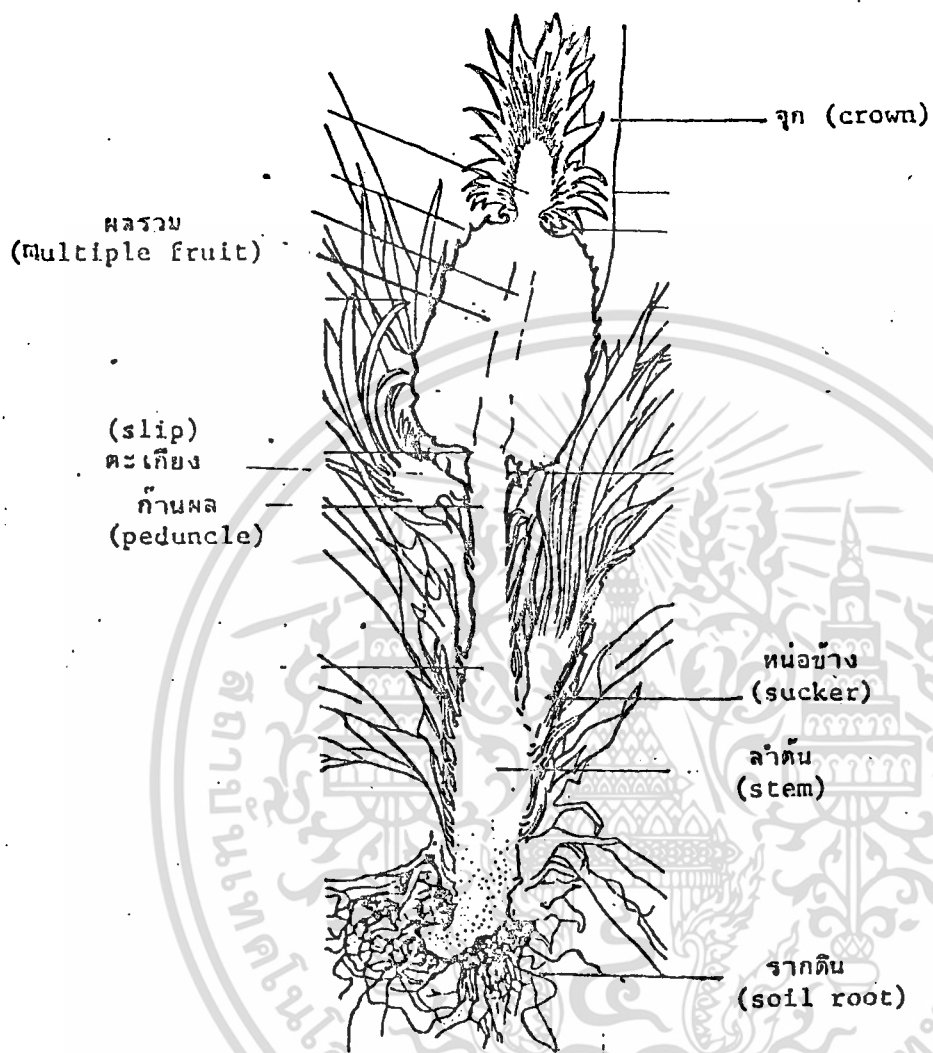 จุก (crown)
ผลรวม
(Multiple fruit)
(slip)
ตะเกียง
ก้านผล
(peduncle)
หน่อข้าง
(sucker)
ลำต้น
(stem)
รากดิน
(soil root)